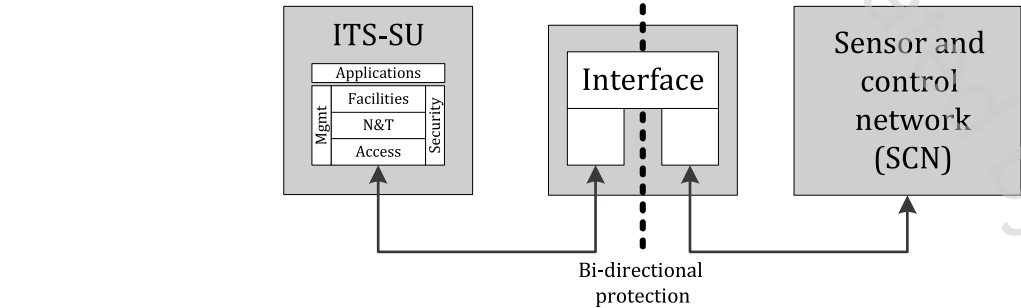 ITS-SU
Applications
Mgmt
Facilities
N&T
Access
Security
Interface
Bi-directional
protection
Sensor and
control
network
(SCN)